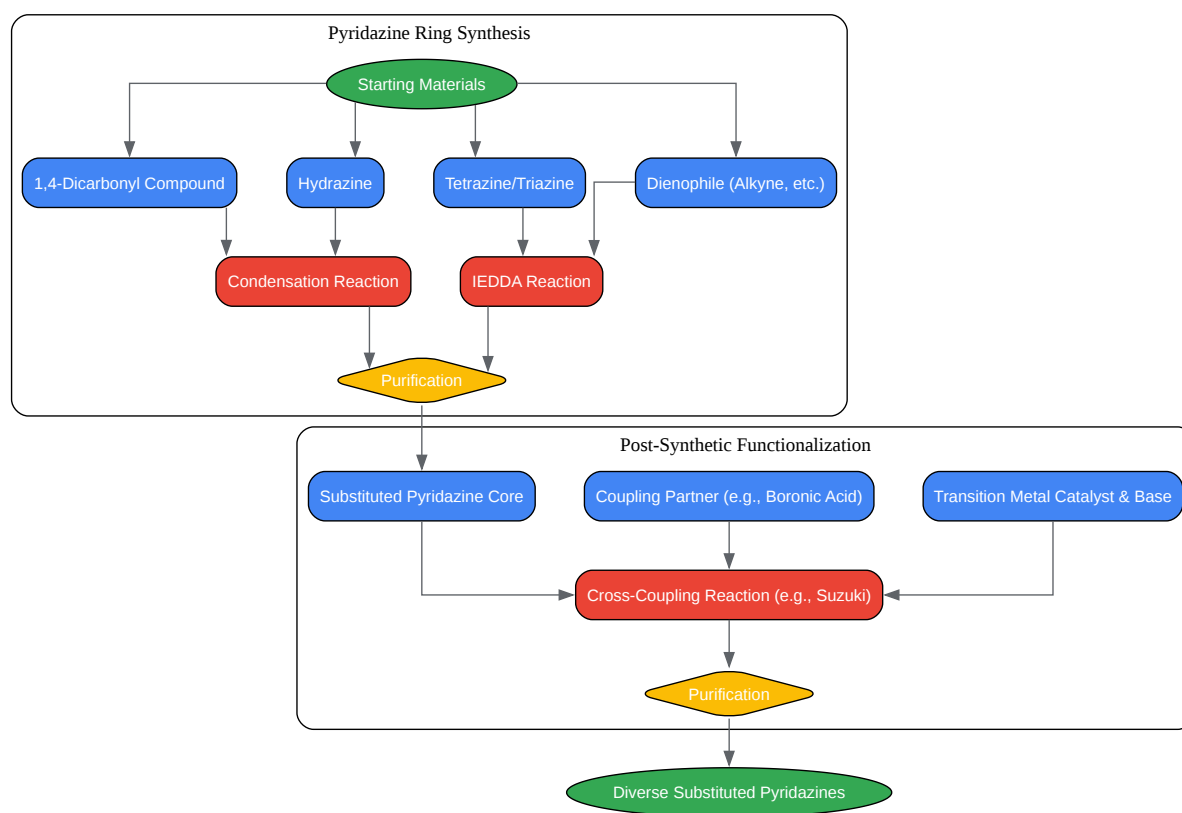 Pyridazine Ring Synthesis
Starting Materials
1,4-Dicarbonyl Compound
Hydrazine
Tetrazine/Triazine
Dienophile (Alkyne, etc.)
Condensation Reaction
IEDDA Reaction
Purification
Post-Synthetic Functionalization
Substituted Pyridazine Core
Coupling Partner (e.g., Boronic Acid)
Transition Metal Catalyst & Base
Cross-Coupling Reaction (e.g., Suzuki)
Purification
Diverse Substituted Pyridazines